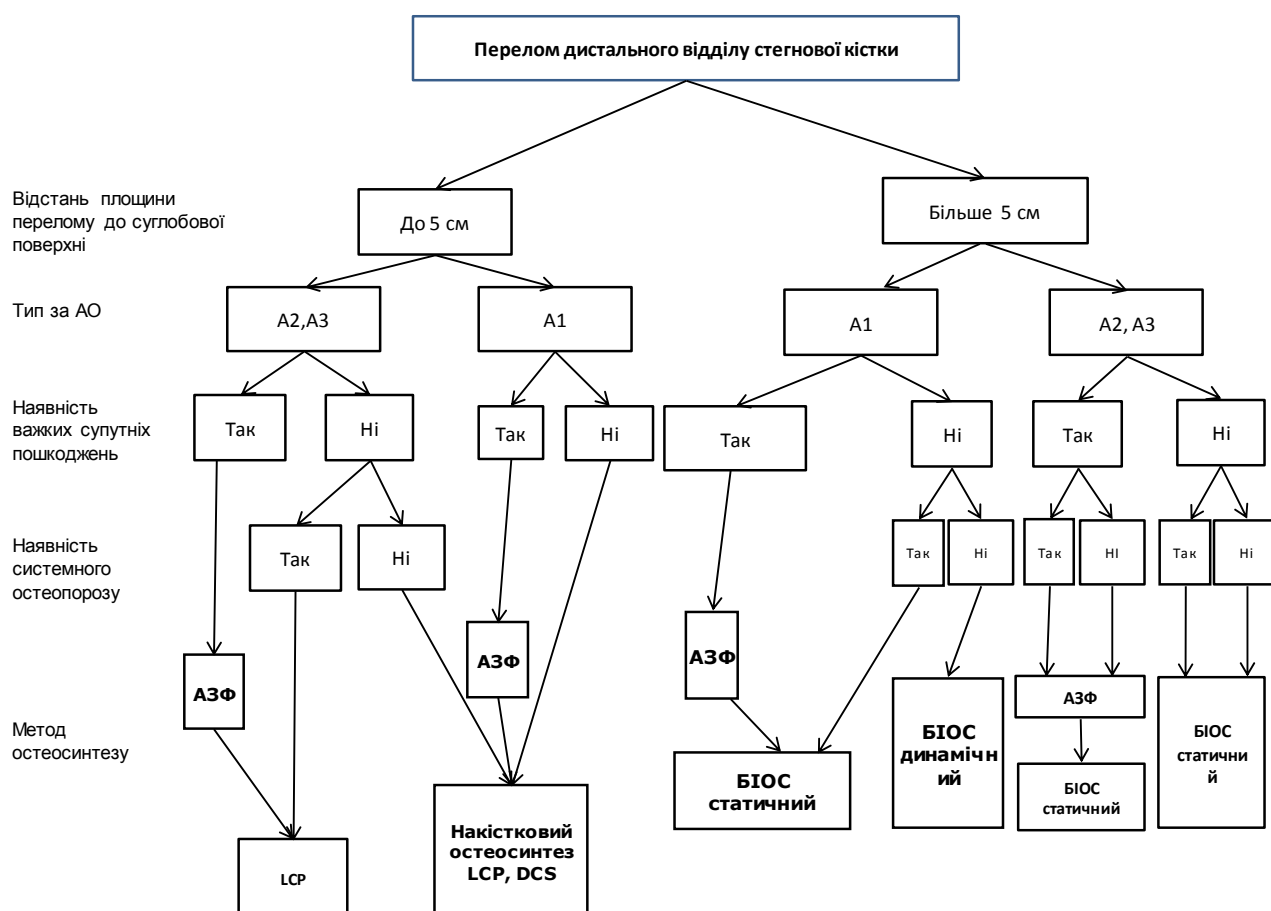 Перелом дистального відділу стегнової кістки
Відстань площини
перелому до суглобової
поверхні
До 5 см
Більше 5 см
Тип за АО
А2,А3
А1
А1
А2, А3
Наявність
важких супутніх
пошкоджень
Так
Ні
Так
Ні
Так
Ні
Так
Ні
Наявність
системного
остеопорозу
Так
Ні
Так
Ні
Так
НІ
Так
Ні
Метод
остеосинтезу
АЗФ
АЗФ
АЗФ
АЗФ
БІОС
статичний
БІОС
динамічн
ий
БІОС
статичний
БІОС
статични
й
LCP
Накістковий
остеосинтез
LCP, DCS